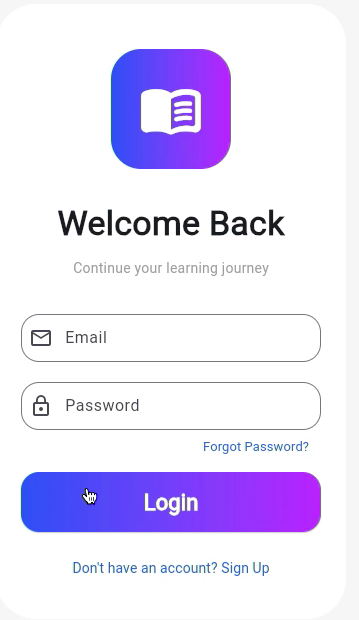 Welcome Back
Continue your learning journey
Email
Password
Forgot Password?
Login
Don't have an account? Sign Up